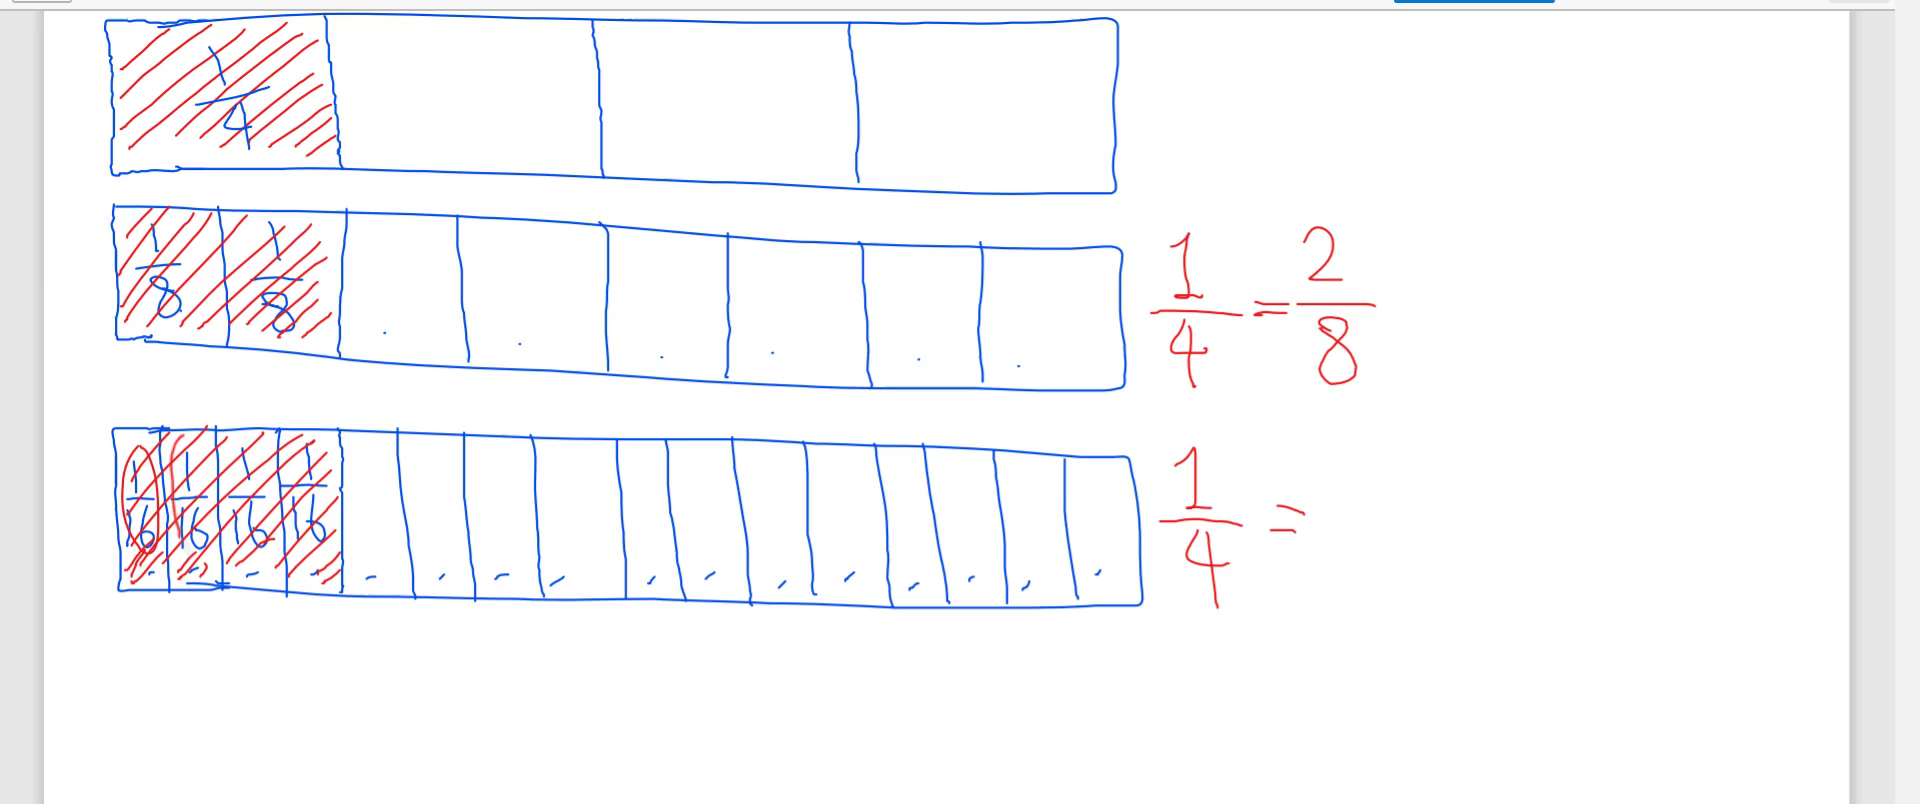 1/4
1/8 1/8
1/4 = 2/8
1/16 1/16 1/16 1/16
1/4 =